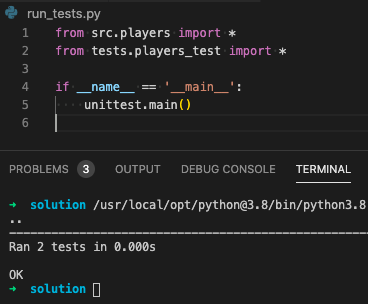 run_tests.py
1 from src.players import *
2 from tests.players_test import *
3
4 if __name__ == '__main__':
5     unittest.main()
6
PROBLEMS 3 OUTPUT DEBUG CONSOLE TERMINAL
➜ solution /usr/local/opt/python@3.8/bin/python3.8
..
----------------------------------------------------------------------
Ran 2 tests in 0.000s
OK
➜ solution